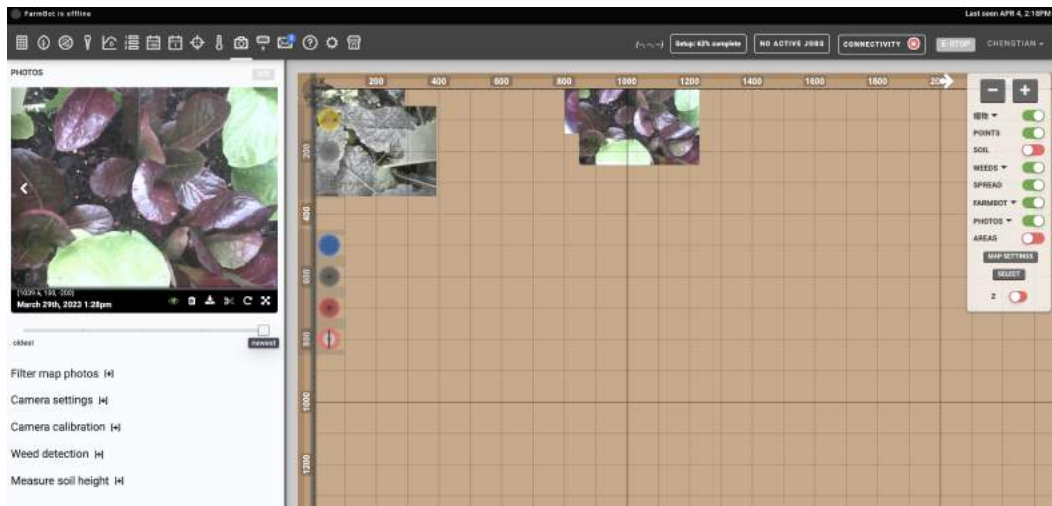 FarmBot is offline
Last seen APR 4, 2:18PM
Setup: 62% complete
NO ACTIVE JOBS
CONNECTIVITY
E-STOP
CHENGTIAN
PHOTOS
March 29th, 2023 1:28pm
oldest
newest
Filter map photos [+]
Camera settings [+]
Camera calibration [+]
Weed detection [+]
Measure soil height [+]
X
200
400
600
800
1000
1200
1400
1600
1800
200
400
600
800
1000
1200
植物
POINTS
SOIL
WEEDS
SPREAD
FARMBOT
PHOTOS
AREAS
MAP SETTINGS
SELECT
Z